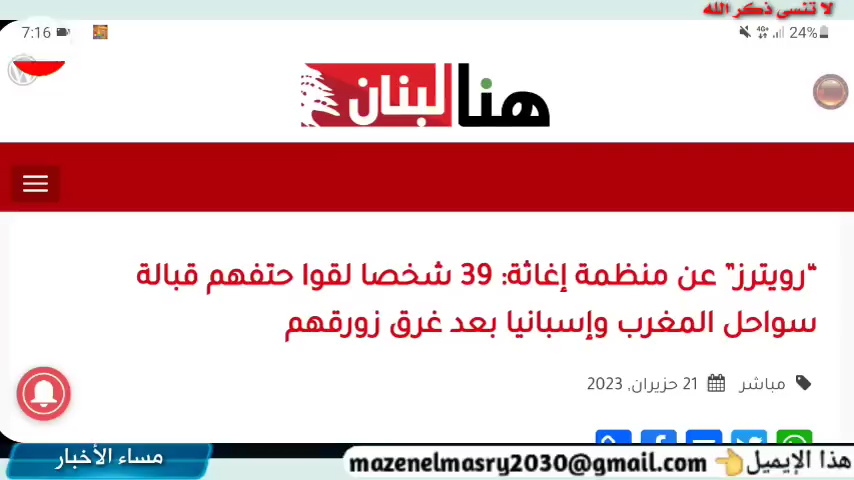 لا تنسى ذكر الله
7:16
4G+ 24%
هنا لبنان
“رويترز” عن منظمة إغاثة: 39 شخصا لقوا حتفهم قبالة
سواحل المغرب وإسبانيا بعد غرق زورقهم
مباشر 21 حزيران, 2023
مساء الأخبار
هذا الإيميل 👈 mazenelmasry2030@gmail.com